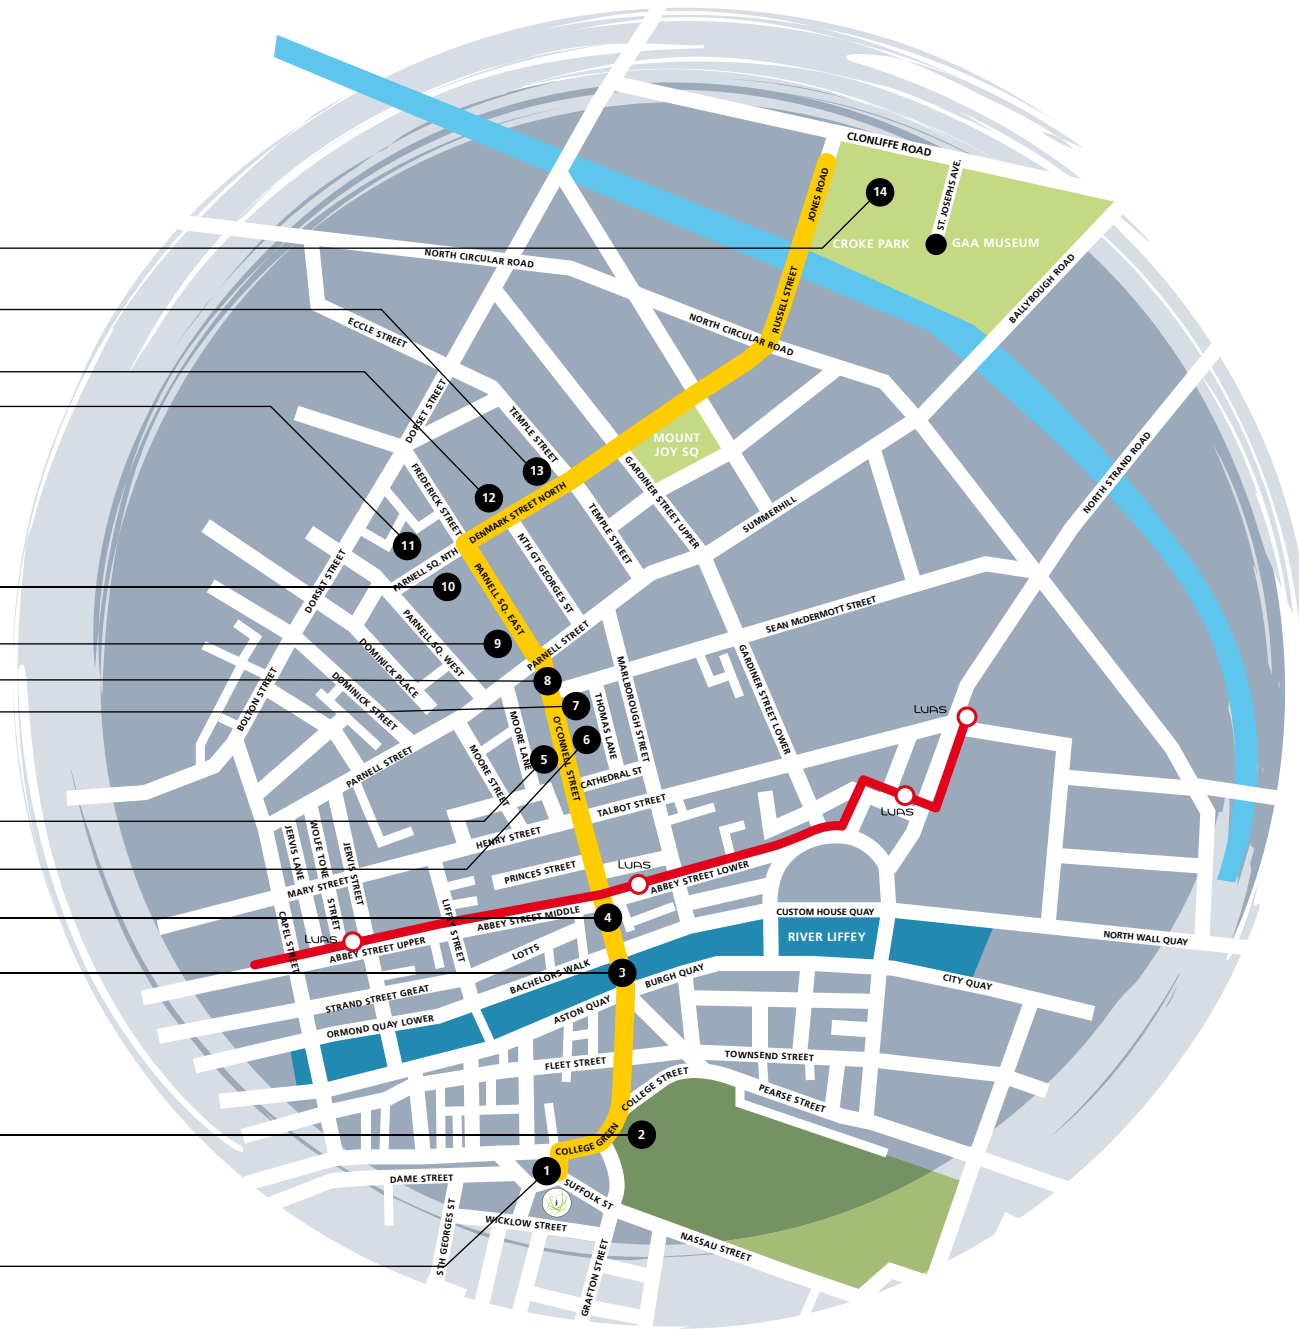 CLONLIFFE ROAD
JONES ROAD
14
ST. JOSEPHS AVE.
CROKE PARK
GAA MUSEUM
NORTH CIRCULAR ROAD
BALLYBOUGH ROAD
RUSSELL STREET
ECCLE STREET
NORTH CIRCULAR ROAD
DORSET STREET
TEMPLE STREET
MOUNT
JOY SQ
NORTH STRAND ROAD
13
12
FREDERICK STREET
DENMARK STREET NORTH
GARDINER STREET UPPER
SUMMERHILL
TEMPLE STREET
11
PARNELL SQ. NTH
NTH GT GEORGES ST
DORSET STREET
10
PARNELL SQ. EAST
SEAN McDERMOTT STREET
PARNELL SQ. WEST
9
PARNELL STREET
DOMINICK PLACE
DOMINICK STREET
BOLTON STREET
8
7
6
5
MARLBOROUGH STREET
THOMAS LANE
GARDINER STREET LOWER
LUAS
MOORE LANE
O'CONNELL STREET
MOORE STREET
PARNELL STREET
CATHEDRAL ST
TALBOT STREET
LUAS
HENRY STREET
JERVIS LANE
WOLFE TONE
STREET
JERVIS STREET
MARY STREET
PRINCES STREET
LUAS
ABBEY STREET LOWER
CAPEL STREET
LIFFEY STREET
ABBEY STREET MIDDLE
4
CUSTOM HOUSE QUAY
RIVER LIFFEY
NORTH WALL QUAY
LUAS
ABBEY STREET UPPER
LOTTS
BACHELORS WALK
3
BURGH QUAY
CITY QUAY
STRAND STREET GREAT
ORMOND QUAY LOWER
ASTON QUAY
FLEET STREET
TOWNSEND STREET
COLLEGE STREET
PEARSE STREET
COLLEGE GREEN
2
1
DAME STREET
SUFFOLK ST
i
STH GEORGES ST
WICKLOW STREET
GRAFTON STREET
NASSAU STREET